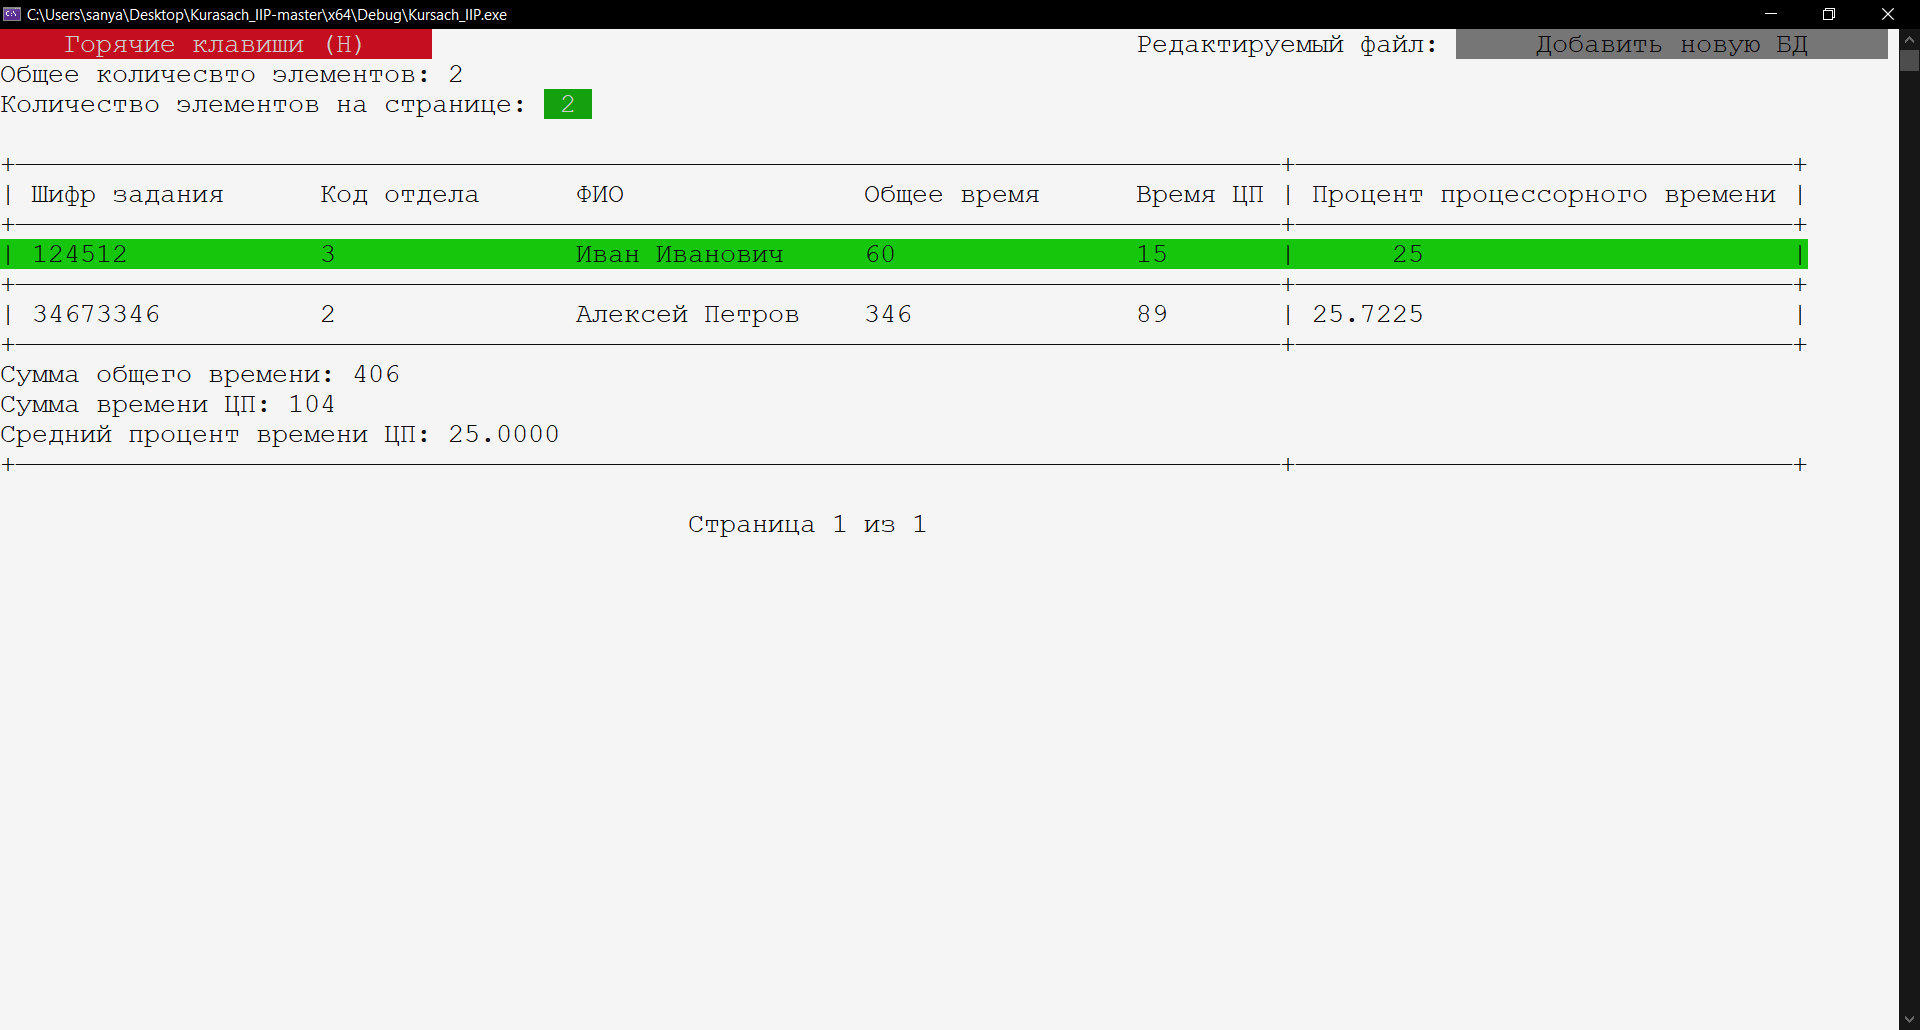 C:\Users\sanya\Desktop\Kurasach_IIP-master\x64\Debug\Kursach_IIP.exe
Горячие клавиши (H) Редактируемый файл: Добавить новую БД
Общее количесвто элементов: 2
Количество элементов на странице: 2
| Шифр задания Код отдела ФИО Общее время Время ЦП | Процент процессорного времени |
| 124512 3 Иван Иванович 60 15 | 25 |
| 34673346 2 Алексей Петров 346 89 | 25.7225 |
Сумма общего времени: 406
Сумма времени ЦП: 104
Средний процент времени ЦП: 25.0000
Страница 1 из 1